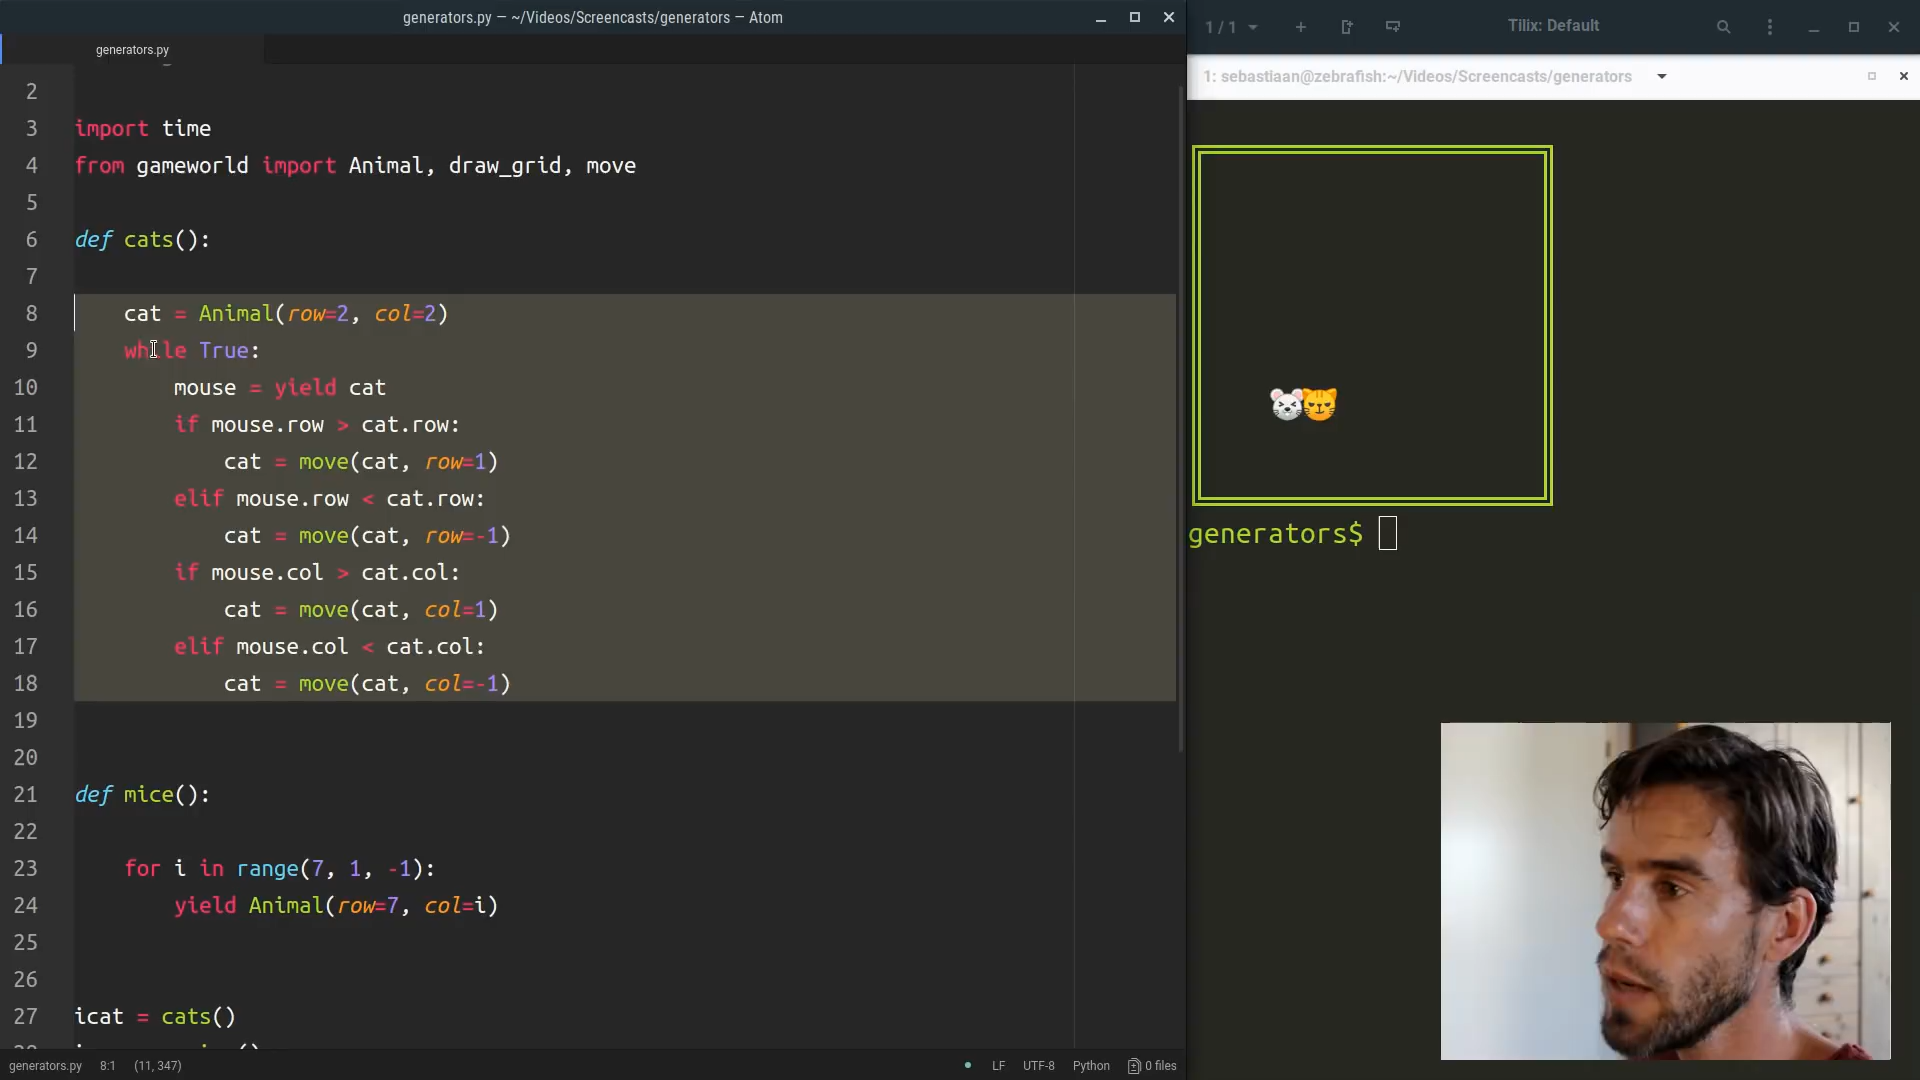 generators.py — ~/Videos/Screencasts/generators — Atom
generators.py
2
3 import time
4 from gameworld import Animal, draw_grid, move
5
6 def cats():
7
8 cat = Animal(row=2, col=2)
9 while True:
10 mouse = yield cat
11 if mouse.row > cat.row:
12 cat = move(cat, row=1)
13 elif mouse.row < cat.row:
14 cat = move(cat, row=-1)
15 if mouse.col > cat.col:
16 cat = move(cat, col=1)
17 elif mouse.col < cat.col:
18 cat = move(cat, col=-1)
19
20
21 def mice():
22
23 for i in range(7, 1, -1):
24 yield Animal(row=7, col=i)
25
26
27 icat = cats()
generators.py 8:1 (11, 347) LF UTF-8 Python 0 files
1 / 1 Tilix: Default
1: sebastiaan@zebrafish:~/Videos/Screencasts/generators
generators$